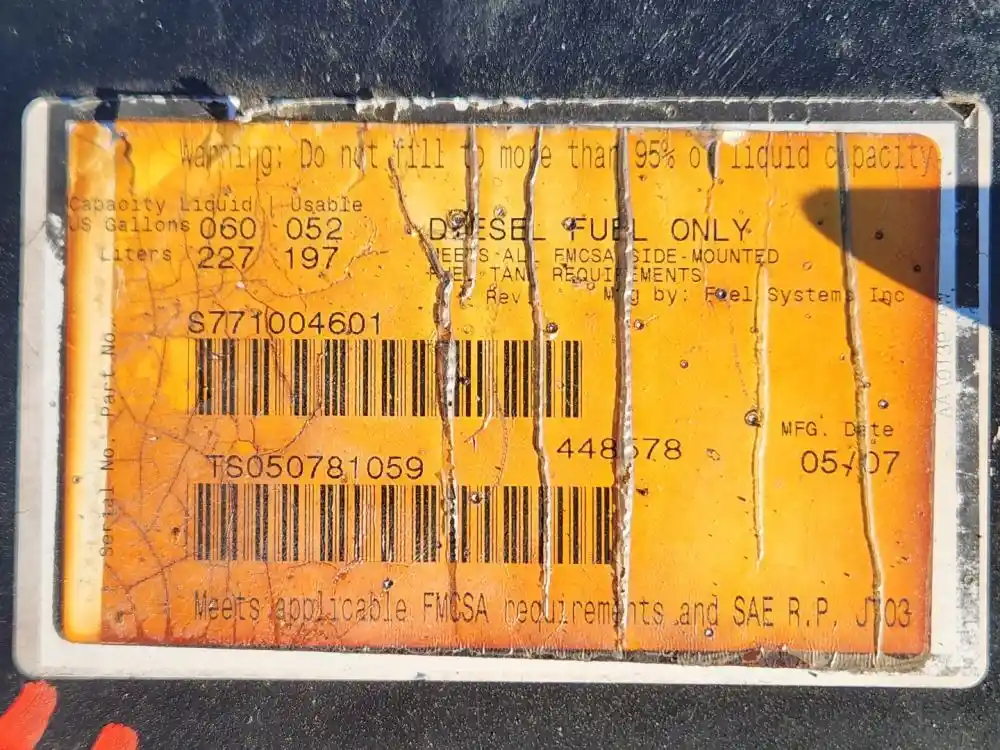 Warning: Do not fill to more than 95% of liquid capacity
Capacity Liquid | Usable
US Gallons 060 052
Liters 227 197
DIESEL FUEL ONLY
MEETS ALL FMCSA SIDE-MOUNTED
FUEL TANK REQUIREMENTS
Rev.
Mfg by: Fuel Systems Inc
Part No.
S771004601
448578
MFG. Date
05/07
Serial No.
TS050781059
Meets applicable FMCSA requirements and SAE R.P. J703